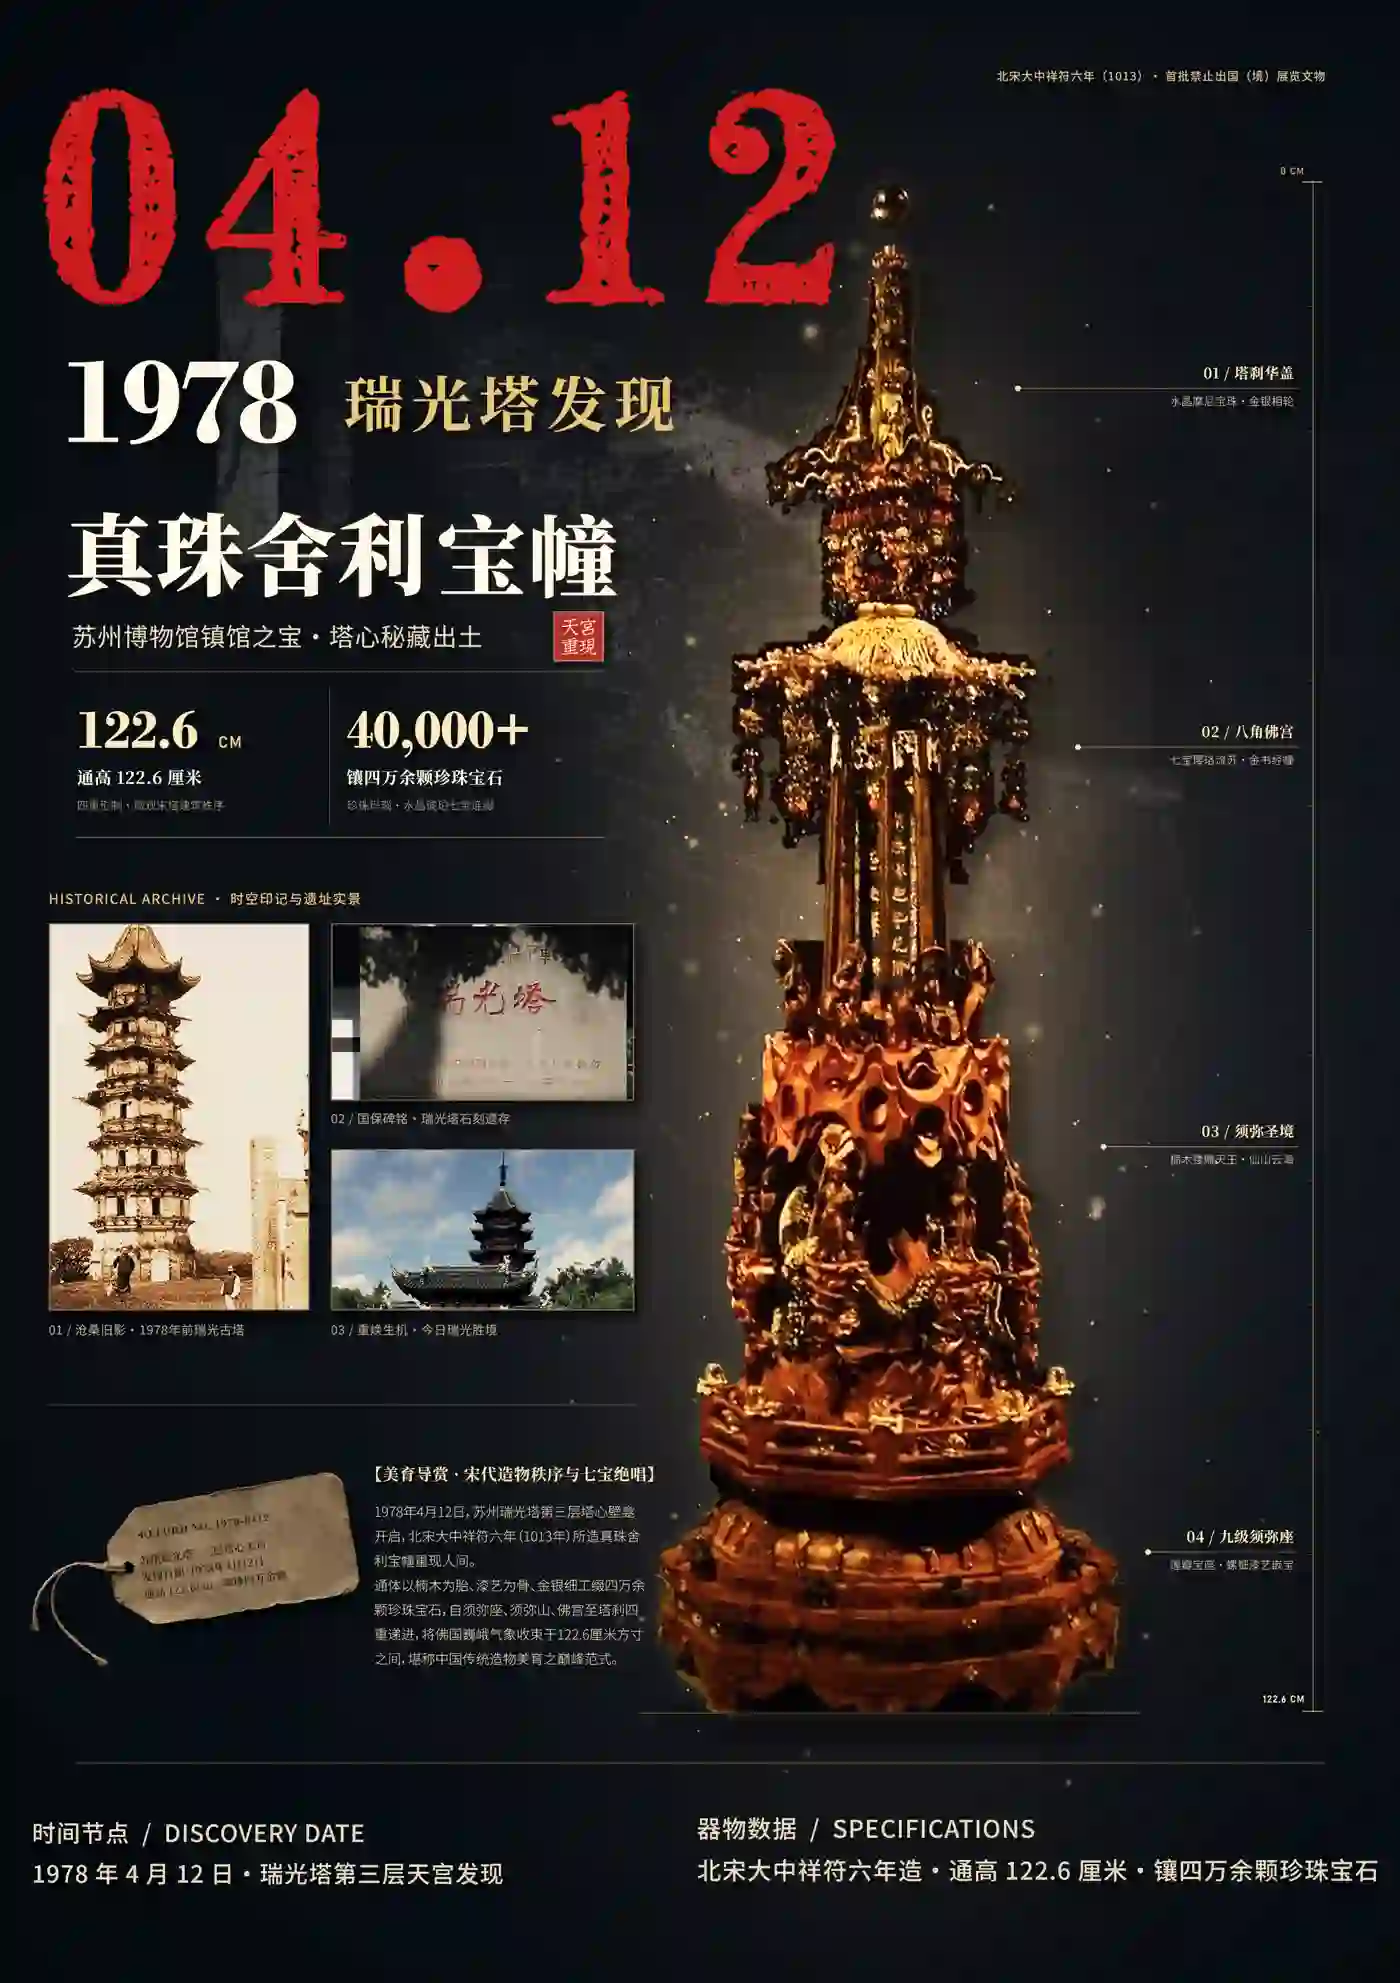 北宋大中祥符六年（1013）・首批禁止出国（境）展览文物
04.12
1978 瑞光塔发现
真珠舍利宝幢
苏州博物馆镇馆之宝・塔心秘藏出土
天宫
重現
122.6 CM
通高 122.6 厘米
40,000+
镶四万余颗珍珠宝石
0 CM
01 / 塔刹华盖
水晶摩尼宝珠・金银相轮
02 / 八角佛宫
03 / 须弥圣境
04 / 九级须弥座
122.6 CM
HISTORICAL ARCHIVE ・ 时空印记与遗址实景
光塔
01 / 沧桑旧影・1978年前瑞光古塔
02 / 国保碑铭・瑞光塔石刻遗存
03 / 重焕生机・今日瑞光胜境
【美育导赏・宋代造物秩序与七宝绝唱】
1978年4月12日，苏州瑞光塔第三层塔心壁龛
开启，北宋大中祥符六年（1013年）所造真珠舍
利宝幢重现人间。
通体以楠木为胎、漆艺为骨、金银细工缀四万余
颗珍珠宝石，自须弥座、须弥山、佛宫至塔刹四
重递进，将佛国巍峨气象收束于122.6厘米方寸
之间，堪称中国传统造物美育之巅峰范式。
时间节点 / DISCOVERY DATE
1978 年 4 月 12 日・瑞光塔第三层天宫发现
器物数据 / SPECIFICATIONS
北宋大中祥符六年造・通高 122.6 厘米・镶四万余颗珍珠宝石